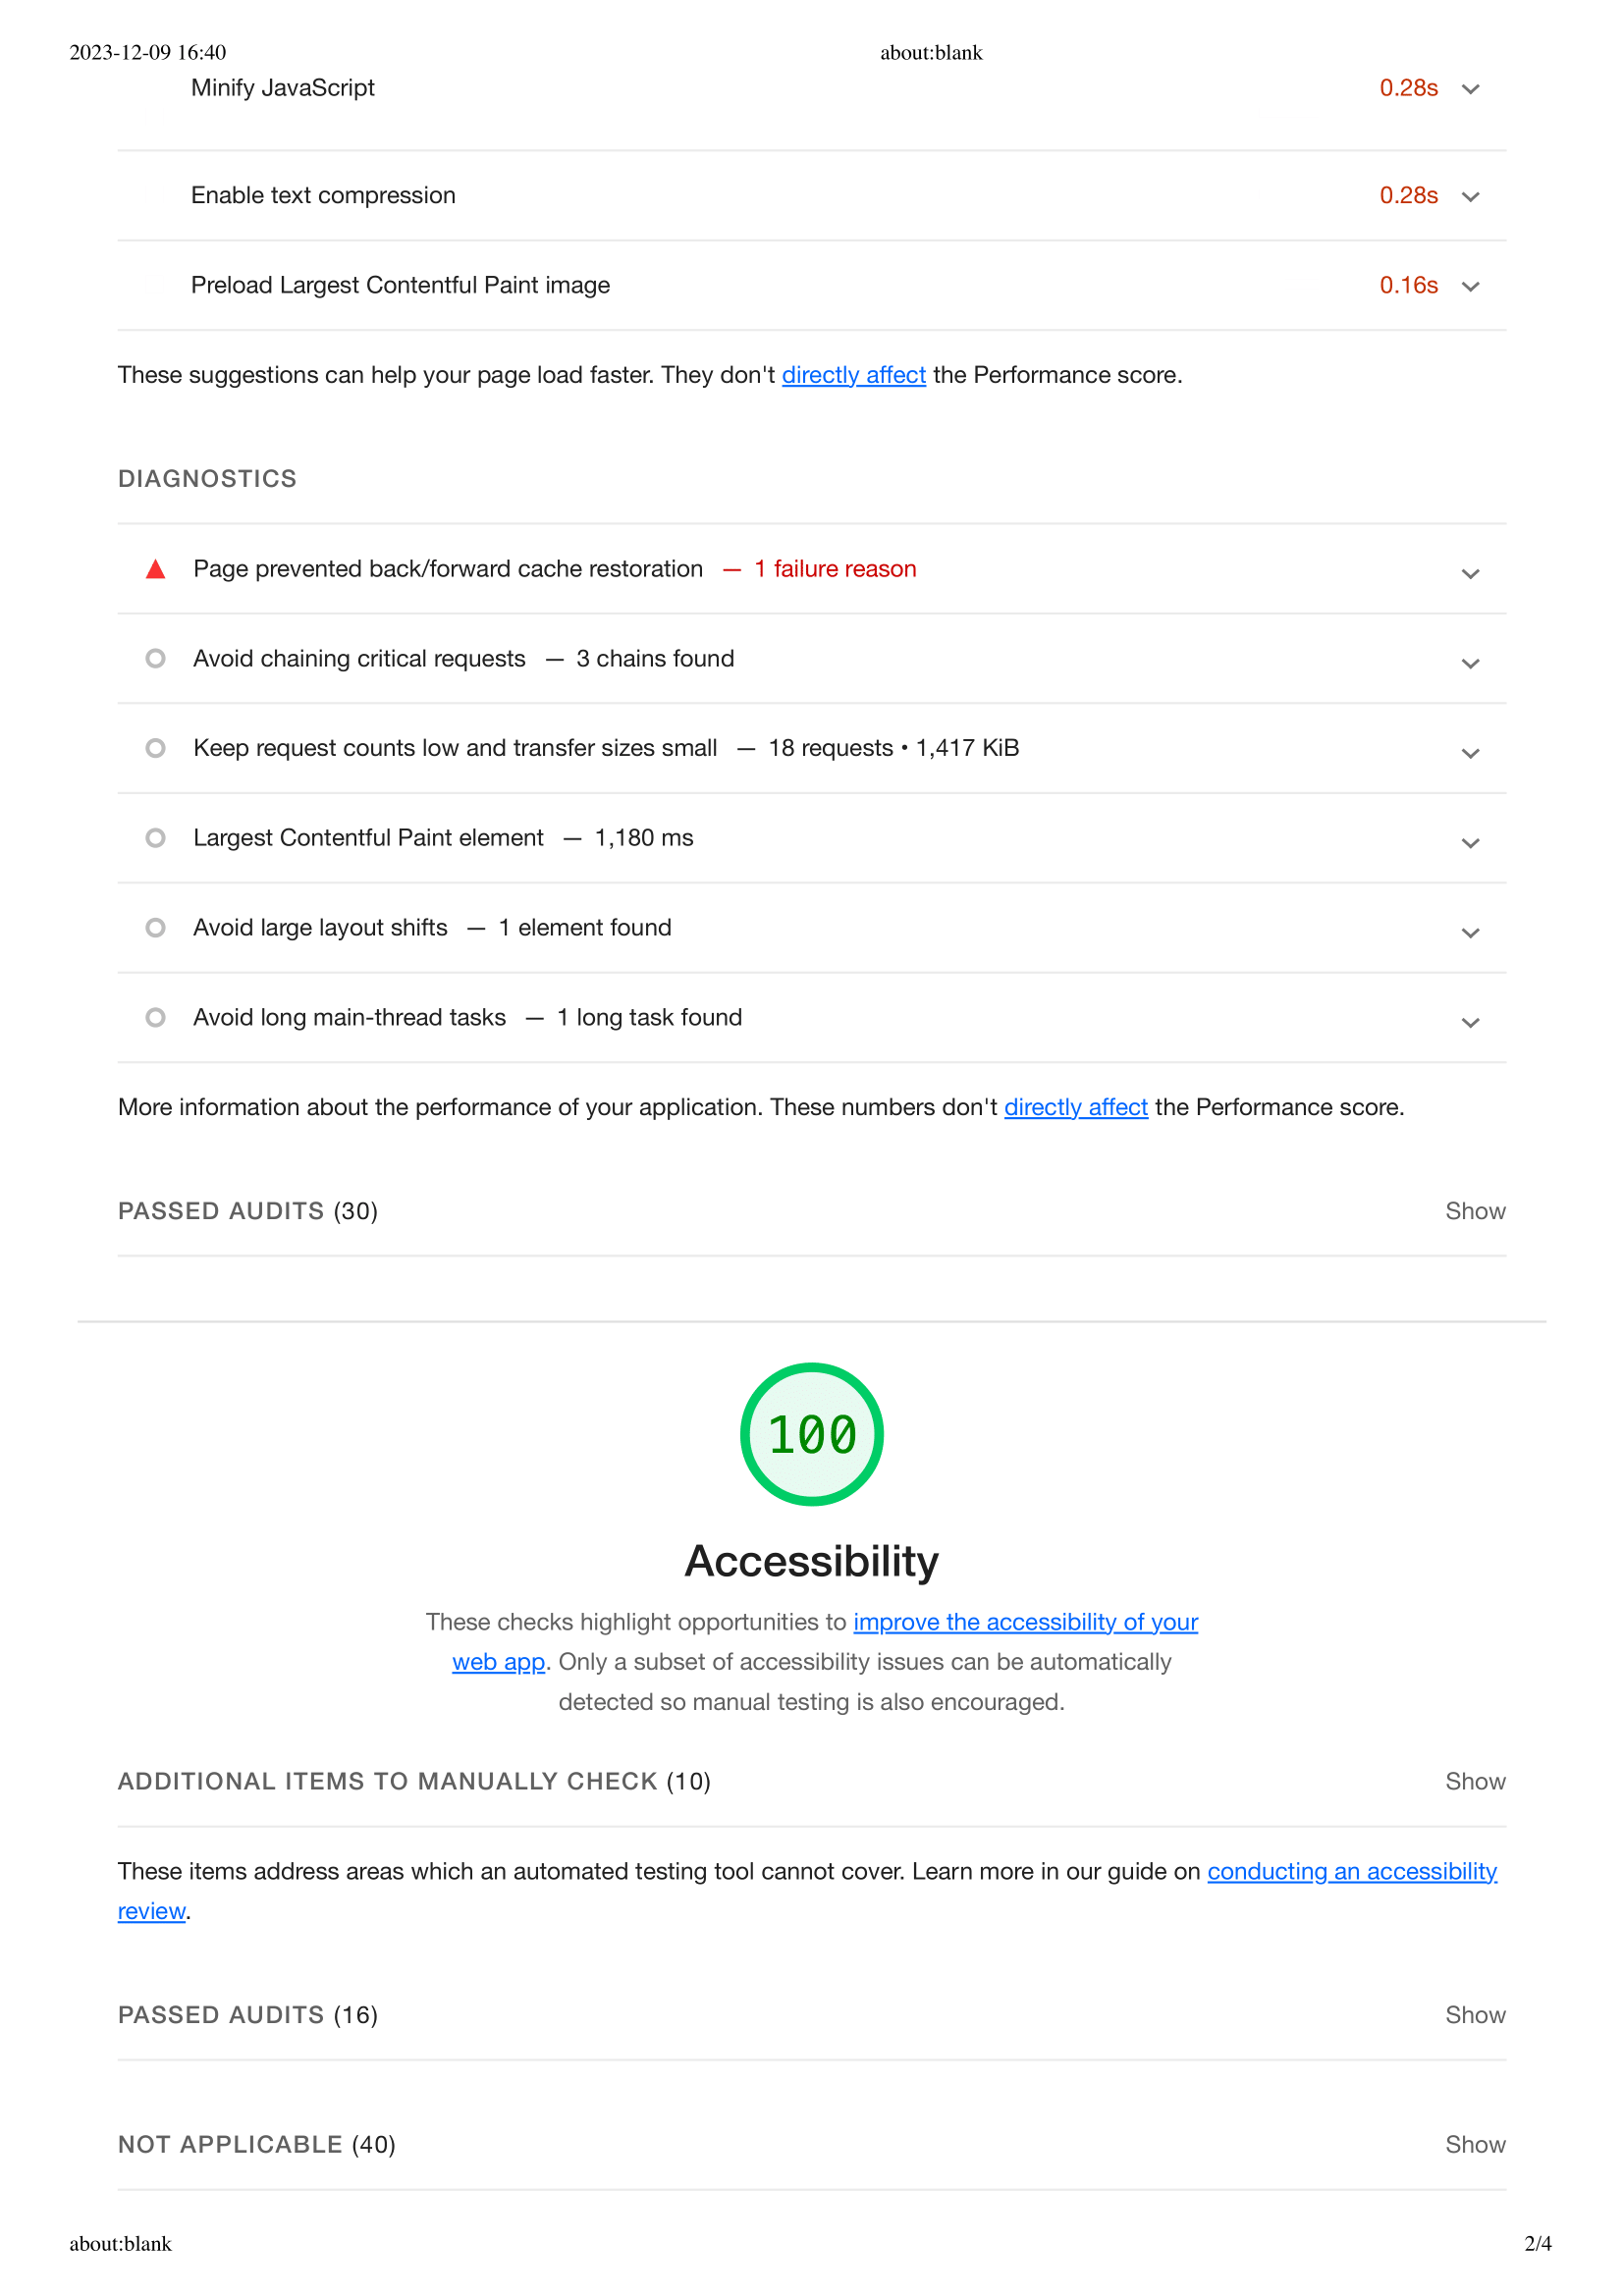 2023-12-09 16:40 about:blank
Minify JavaScript 0.28s
Enable text compression 0.28s
Preload Largest Contentful Paint image 0.16s
These suggestions can help your page load faster. They don't directly affect the Performance score.
DIAGNOSTICS
Page prevented back/forward cache restoration — 1 failure reason
Avoid chaining critical requests — 3 chains found
Keep request counts low and transfer sizes small — 18 requests • 1,417 KiB
Largest Contentful Paint element — 1,180 ms
Avoid large layout shifts — 1 element found
Avoid long main-thread tasks — 1 long task found
More information about the performance of your application. These numbers don't directly affect the Performance score.
PASSED AUDITS (30) Show
100
Accessibility
These checks highlight opportunities to improve the accessibility of your
web app. Only a subset of accessibility issues can be automatically
detected so manual testing is also encouraged.
ADDITIONAL ITEMS TO MANUALLY CHECK (10) Show
These items address areas which an automated testing tool cannot cover. Learn more in our guide on conducting an accessibility
review.
PASSED AUDITS (16) Show
NOT APPLICABLE (40) Show
about:blank 2/4